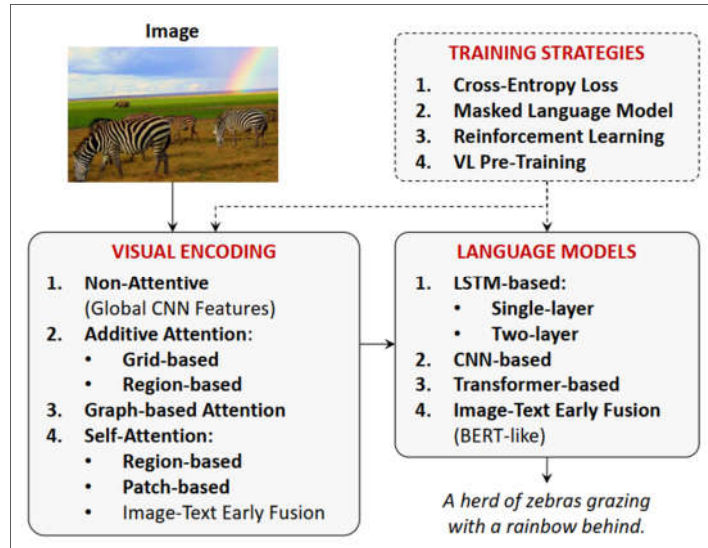 Image
TRAINING STRATEGIES
1. Cross-Entropy Loss
2. Masked Language Model
3. Reinforcement Learning
4. VL Pre-Training
VISUAL ENCODING
1. Non-Attentive
(Global CNN Features)
2. Additive Attention:
• Grid-based
• Region-based
3. Graph-based Attention
4. Self-Attention:
• Region-based
• Patch-based
• Image-Text Early Fusion
LANGUAGE MODELS
1. LSTM-based:
• Single-layer
• Two-layer
2. CNN-based
3. Transformer-based
4. Image-Text Early Fusion
(BERT-like)
A herd of zebras grazing
with a rainbow behind.